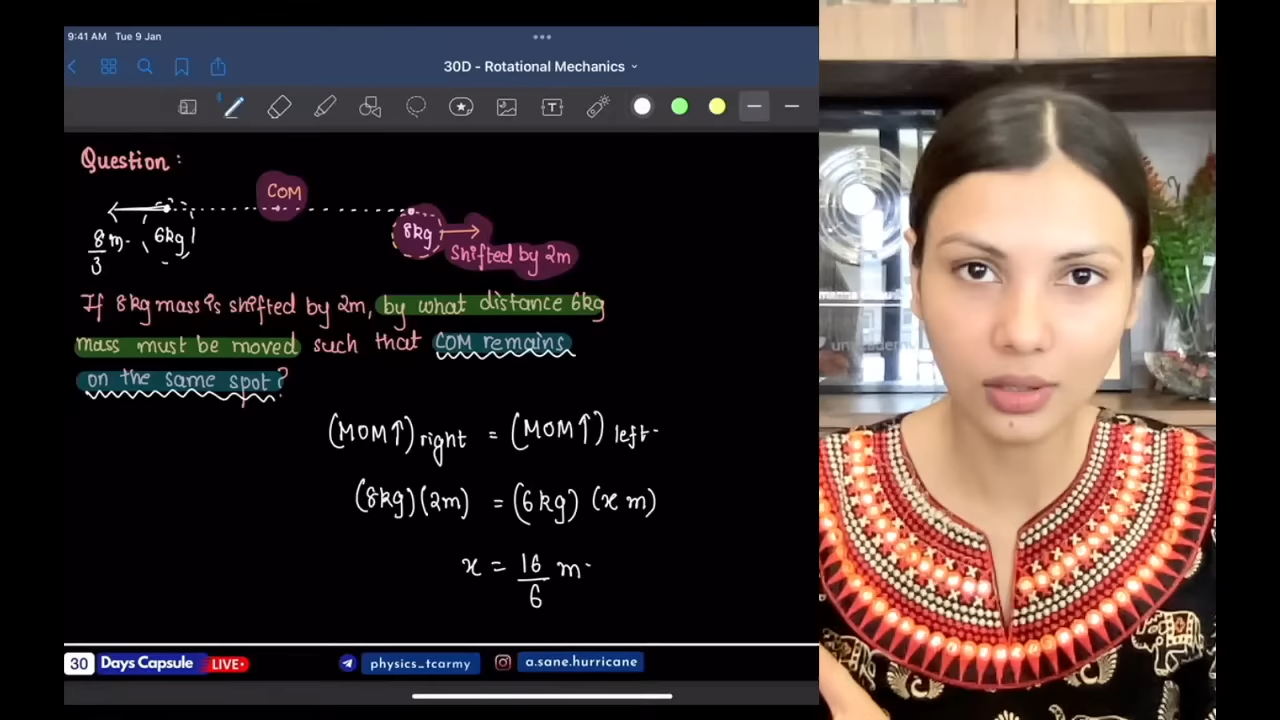 9:41 AM Tue 9 Jan
30D - Rotational Mechanics
Question :
COM
8/3 m. 6kg
8kg
shifted by 2m
If 8kg mass is shifted by 2m, by what distance 6kg
mass must be moved such that COM remains
on the same spot?
(MOM↑) right = (MOM↑) left
(8kg)(2m) = (6kg) (x m)
x = 16/6 m
30 Days Capsule LIVE
physics_tcarmy
a.sane.hurricane